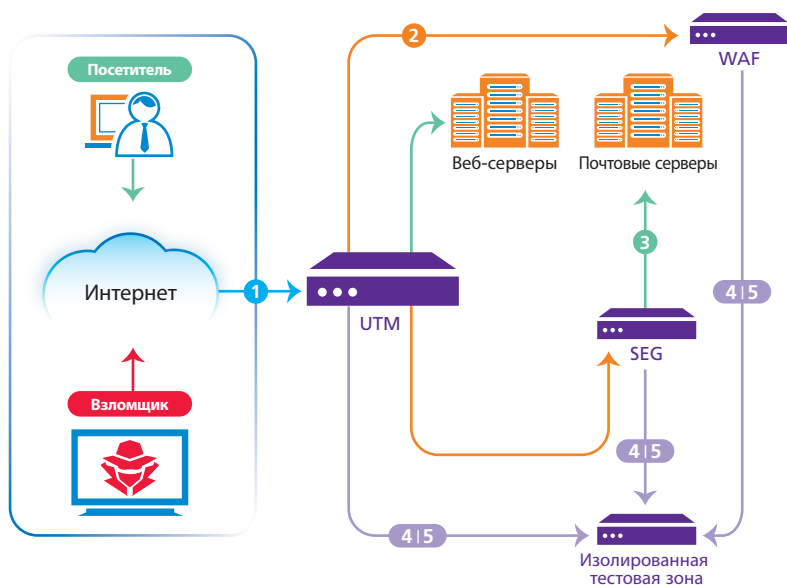 2
WAF
Посетитель
Веб-серверы
Почтовые серверы
3
Интернет
1
4|5
UTM
SEG
Взломщик
4|5
4|5
Изолированная
тестовая зона